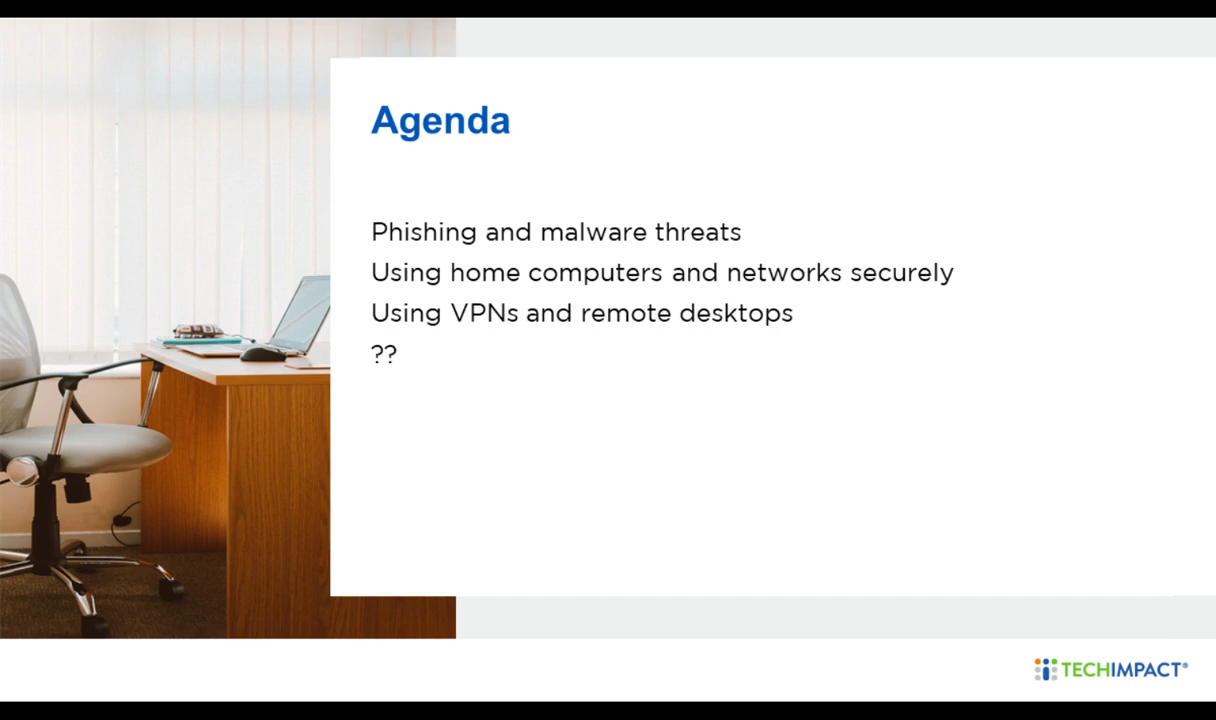 Agenda
Phishing and malware threats
Using home computers and networks securely
Using VPNs and remote desktops
??
TECHIMPACT®